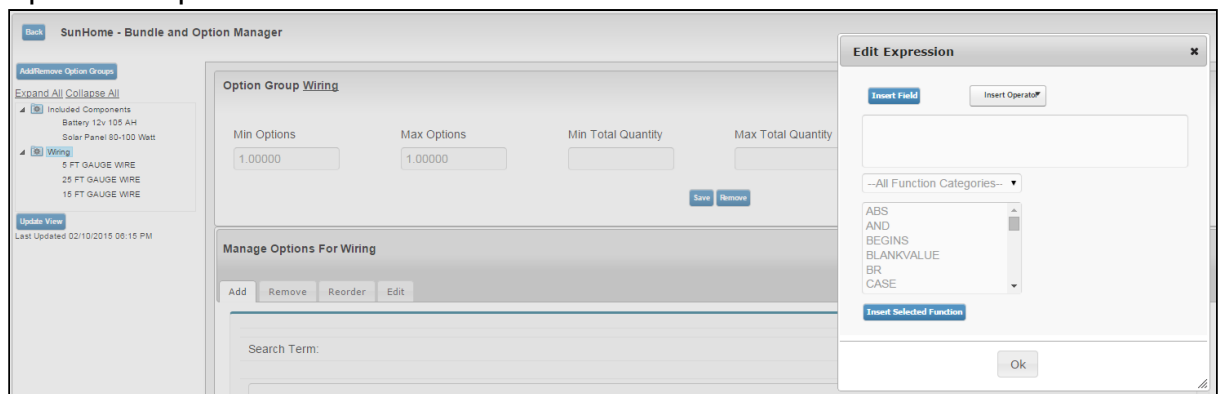 Back SunHome - Bundle and Option Manager
Add/Remove Option Groups
Expand All Collapse All
Included Components
Battery 12v 105 AH
Solar Panel 80-100 Watt
Wiring
5 FT GAUGE WIRE
25 FT GAUGE WIRE
15 FT GAUGE WIRE
Update View
Last Updated 02/10/2015 06:15 PM
Option Group Wiring
Min Options Max Options Min Total Quantity Max Total Quantity
1.00000 1.00000
Save Remove
Manage Options For Wiring
Add Remove Reorder Edit
Search Term:
Edit Expression
Insert Field Insert Operato
--All Function Categories--
ABS
AND
BEGINS
BLANKVALUE
BR
CASE
Insert Selected Function
Ok